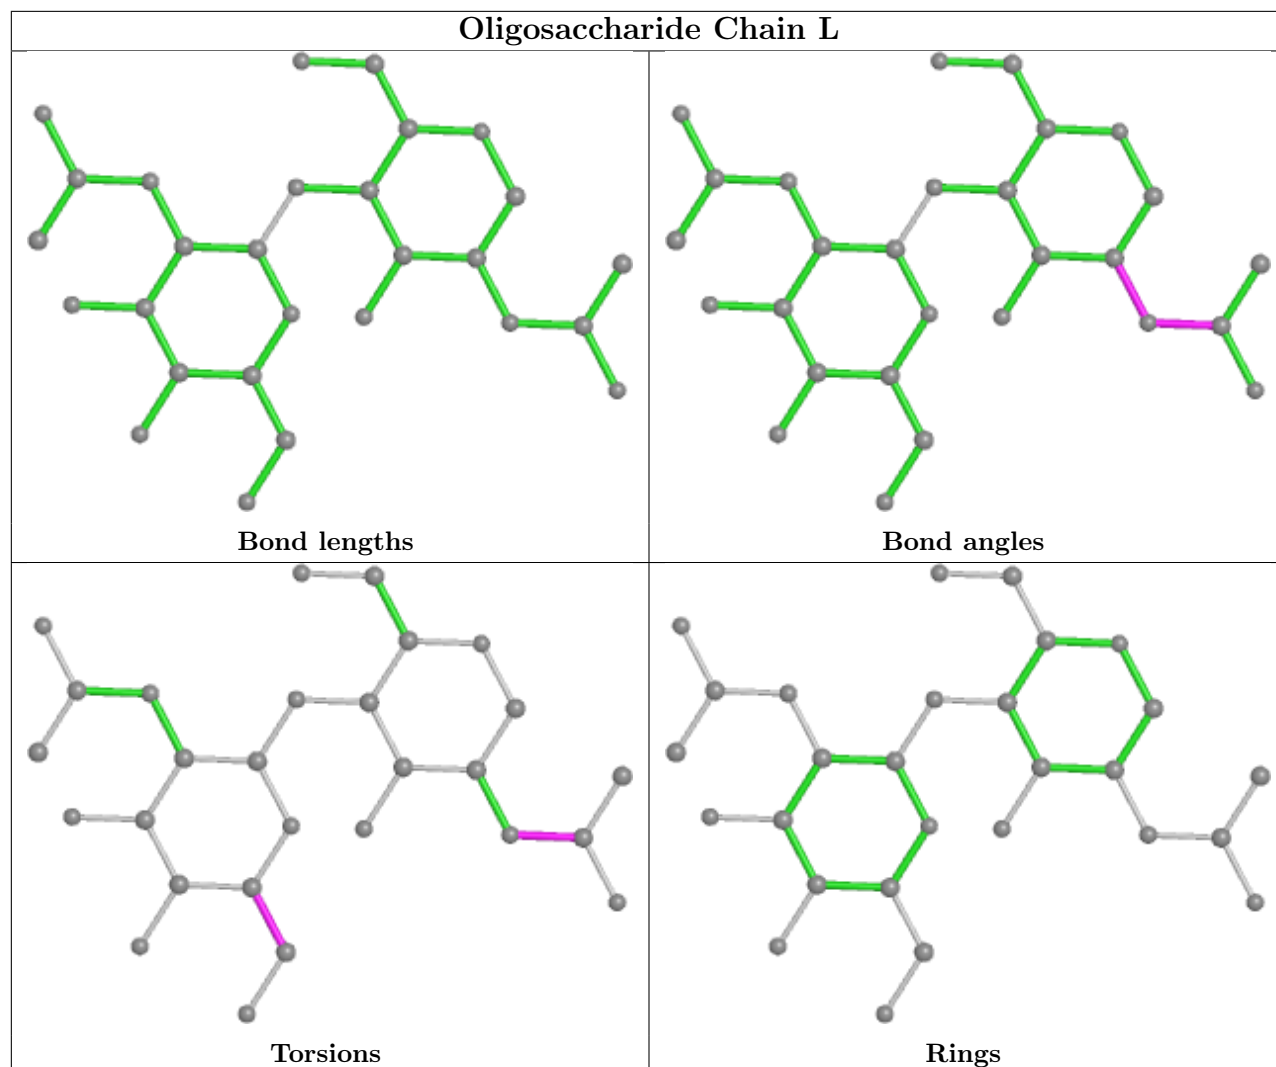 Oligosaccharide Chain L
Bond lengths
Bond angles
Torsions
Rings